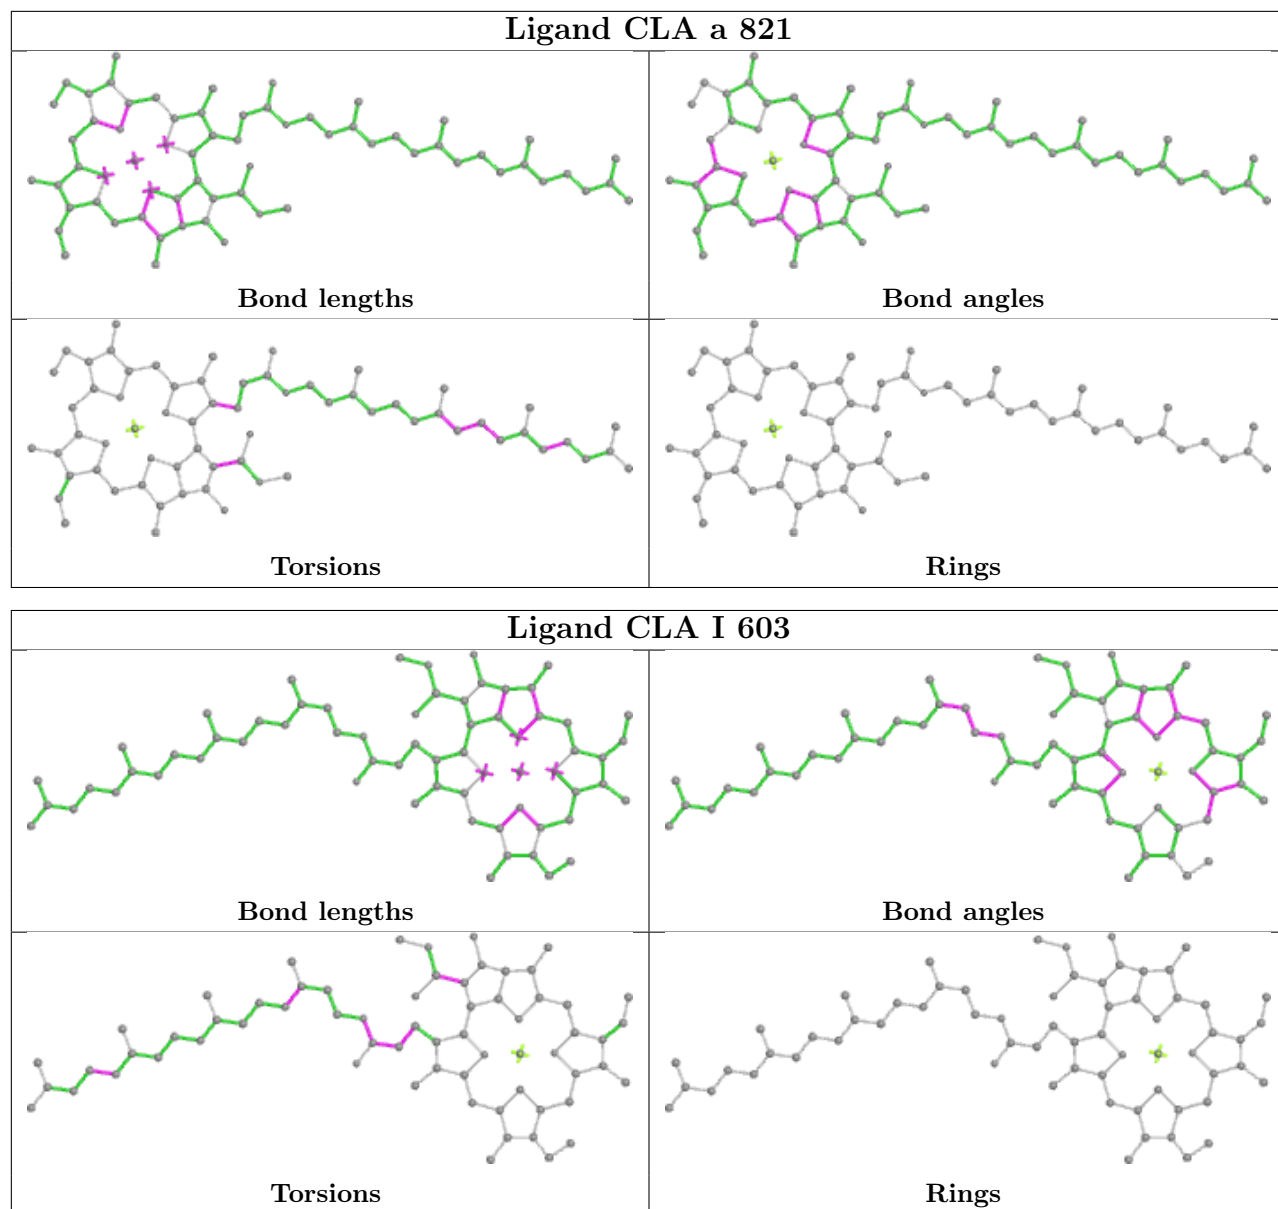 Ligand CLA a 821
Bond lengths
Bond angles
Torsions
Rings
Ligand CLA I 603
Bond lengths
Bond angles
Torsions
Rings